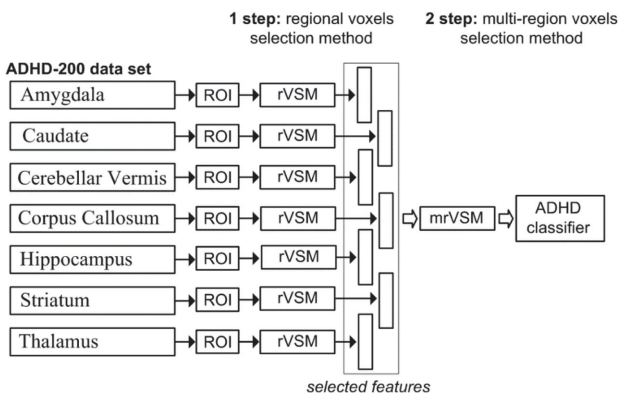 1 step: regional voxels
selection method
2 step: multi-region voxels
selection method
ADHD-200 data set
Amygdala ROI rVSM
Caudate ROI rVSM
Cerebellar Vermis ROI rVSM
Corpus Callosum ROI rVSM
mrVSM
ADHD
classifier
Hippocampus ROI rVSM
Striatum ROI rVSM
Thalamus ROI rVSM
selected features